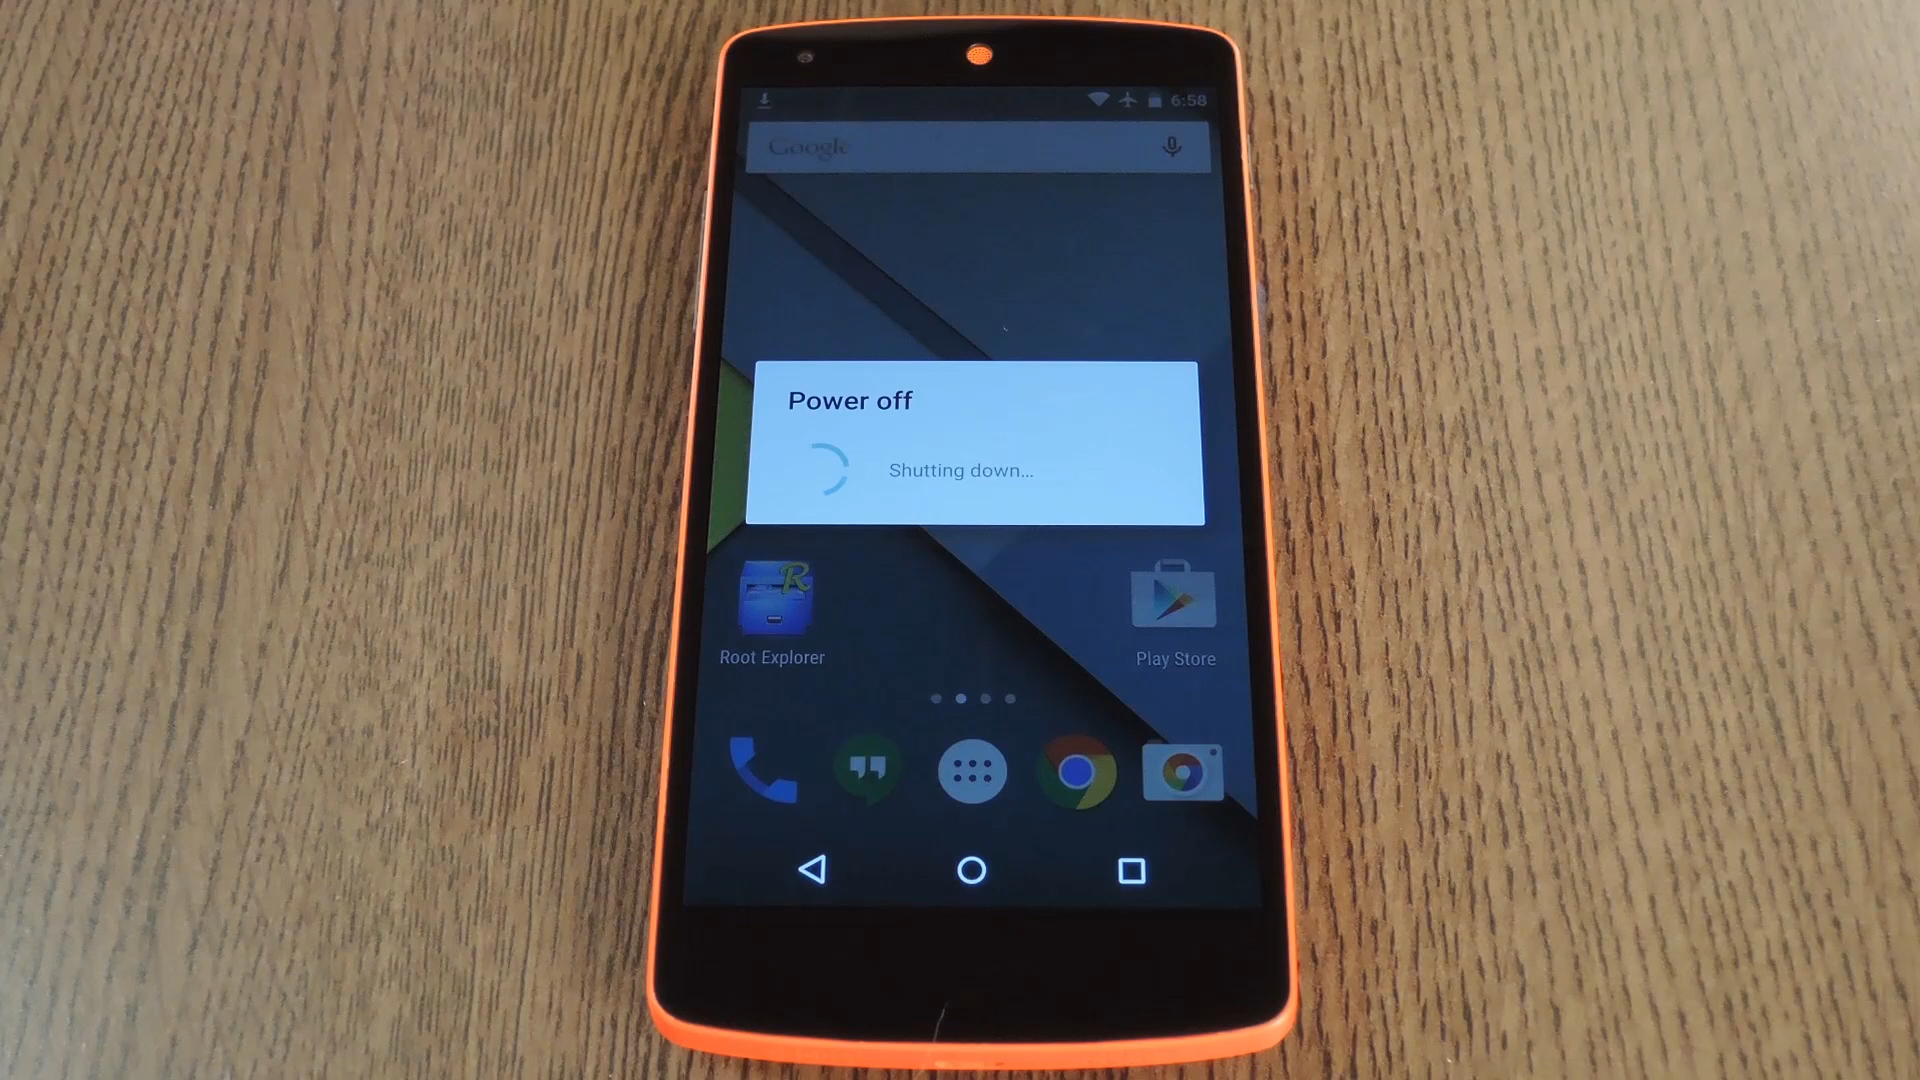 6:58
Google
Power off
Shutting down...
R
Root Explorer
Play Store